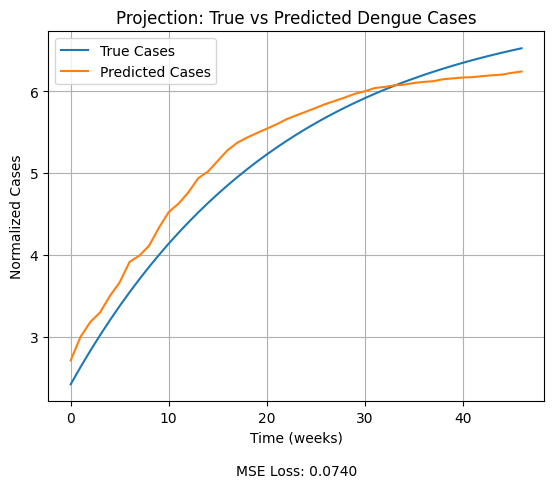 Projection: True vs Predicted Dengue Cases
True Cases
Predicted Cases
Normalized Cases
6
5
4
3
0 10 20 30 40
Time (weeks)
MSE Loss: 0.0740